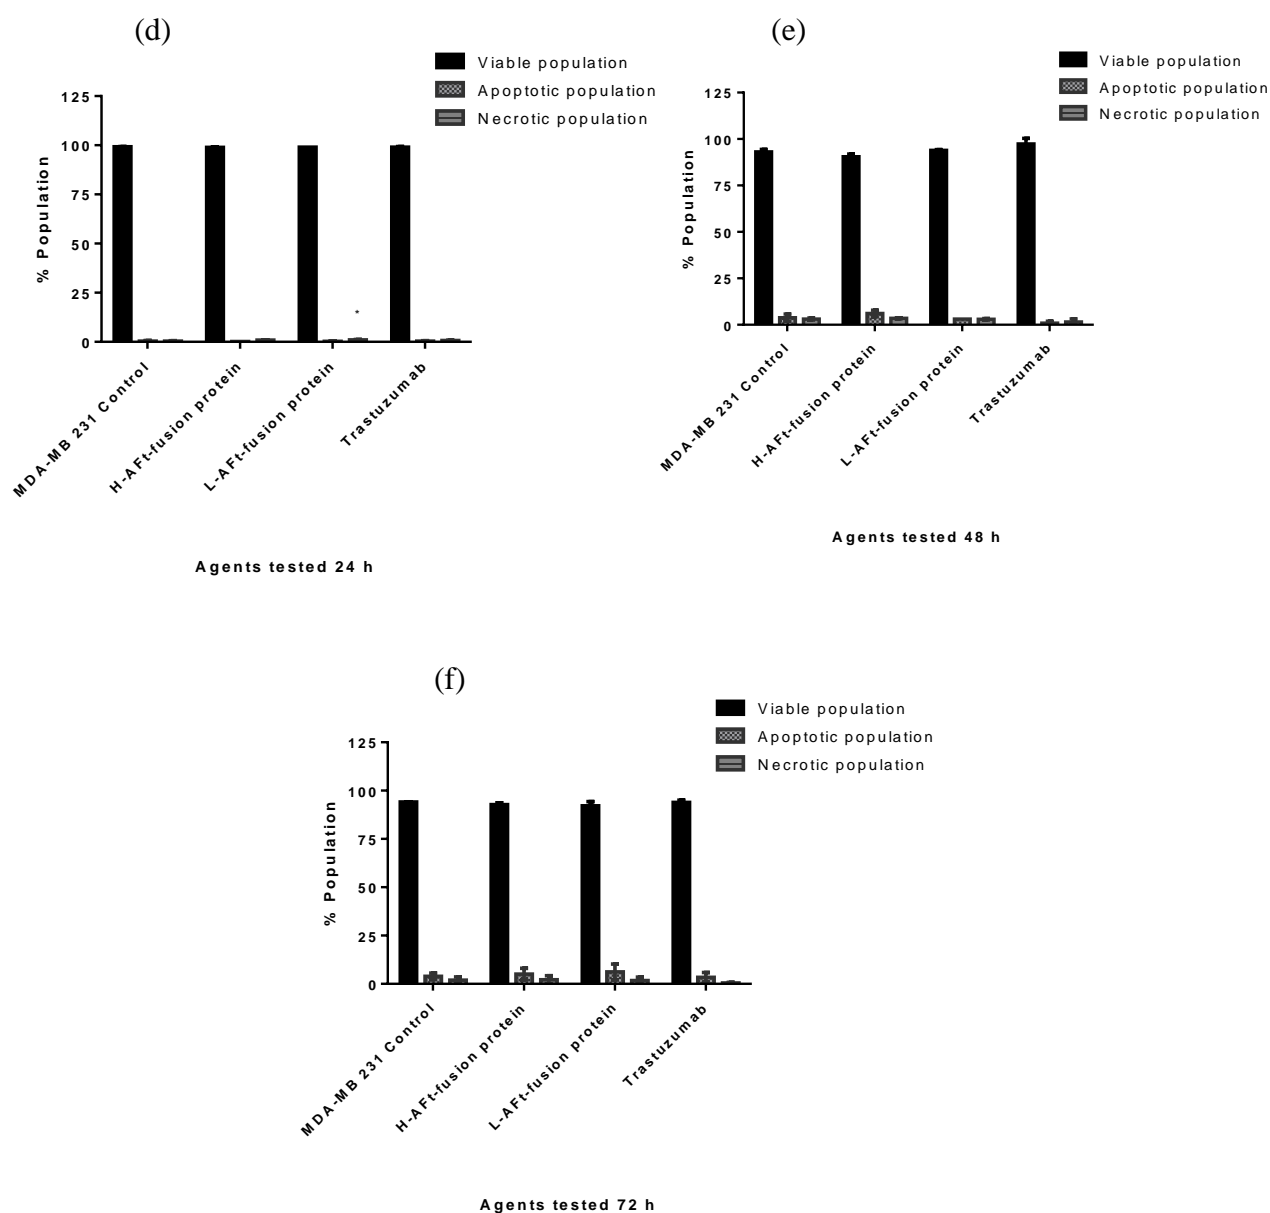 (d)
Viable population
Apoptotic population
Necrotic population
125
100
75
50
25
0
% Population
*
MDA-MB 231 Control
H-AFt-fusion protein
L-AFt-fusion protein
Trastuzumab
Agents tested 24 h
(e)
Viable population
Apoptotic population
Necrotic population
125
100
75
50
25
0
% Population
MDA-MB 231 Control
H-AFt-fusion protein
L-AFt-fusion protein
Trastuzumab
Agents tested 48 h
(f)
Viable population
Apoptotic population
Necrotic population
125
100
75
50
25
0
% Population
MDA-MB 231 Control
H-AFt-fusion protein
L-AFt-fusion protein
Trastuzumab
Agents tested 72 h